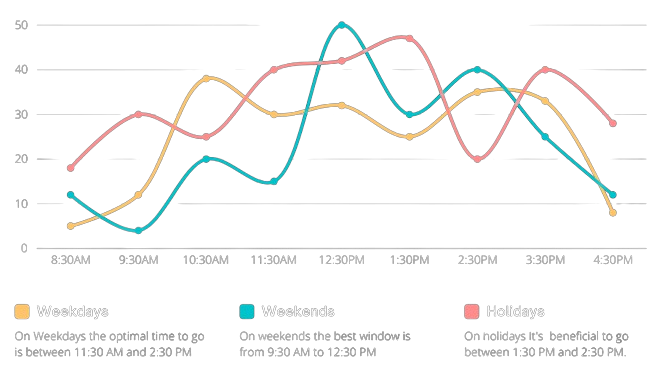 50
40
30
20
10
0
8:30AM 9:30AM 10:30AM 11:30AM 12:30PM 1:30PM 2:30PM 3:30PM 4:30PM
Weekdays
On Weekdays the optimal time to go
is between 11:30 AM and 2:30 PM
Weekends
On weekends the best window is
from 9:30 AM to 12:30 PM
Holidays
On holidays It's beneficial to go
between 1:30 PM and 2:30 PM.